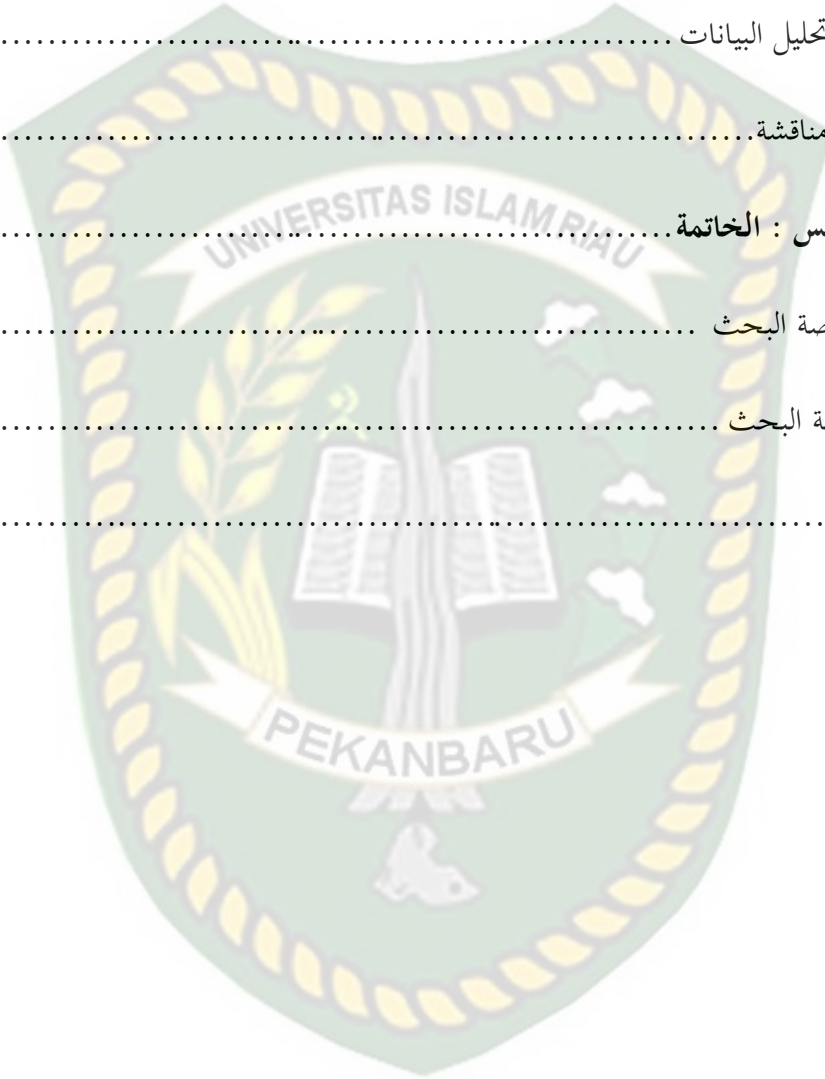 تحليل البيانات ............................................................
مناقشة ............................................................
UNIVERSITAS ISLAM RIAU
: الخاتمة ............................................................
البحث ............................................................
البحث ............................................................
............................................................
PEKANBARU